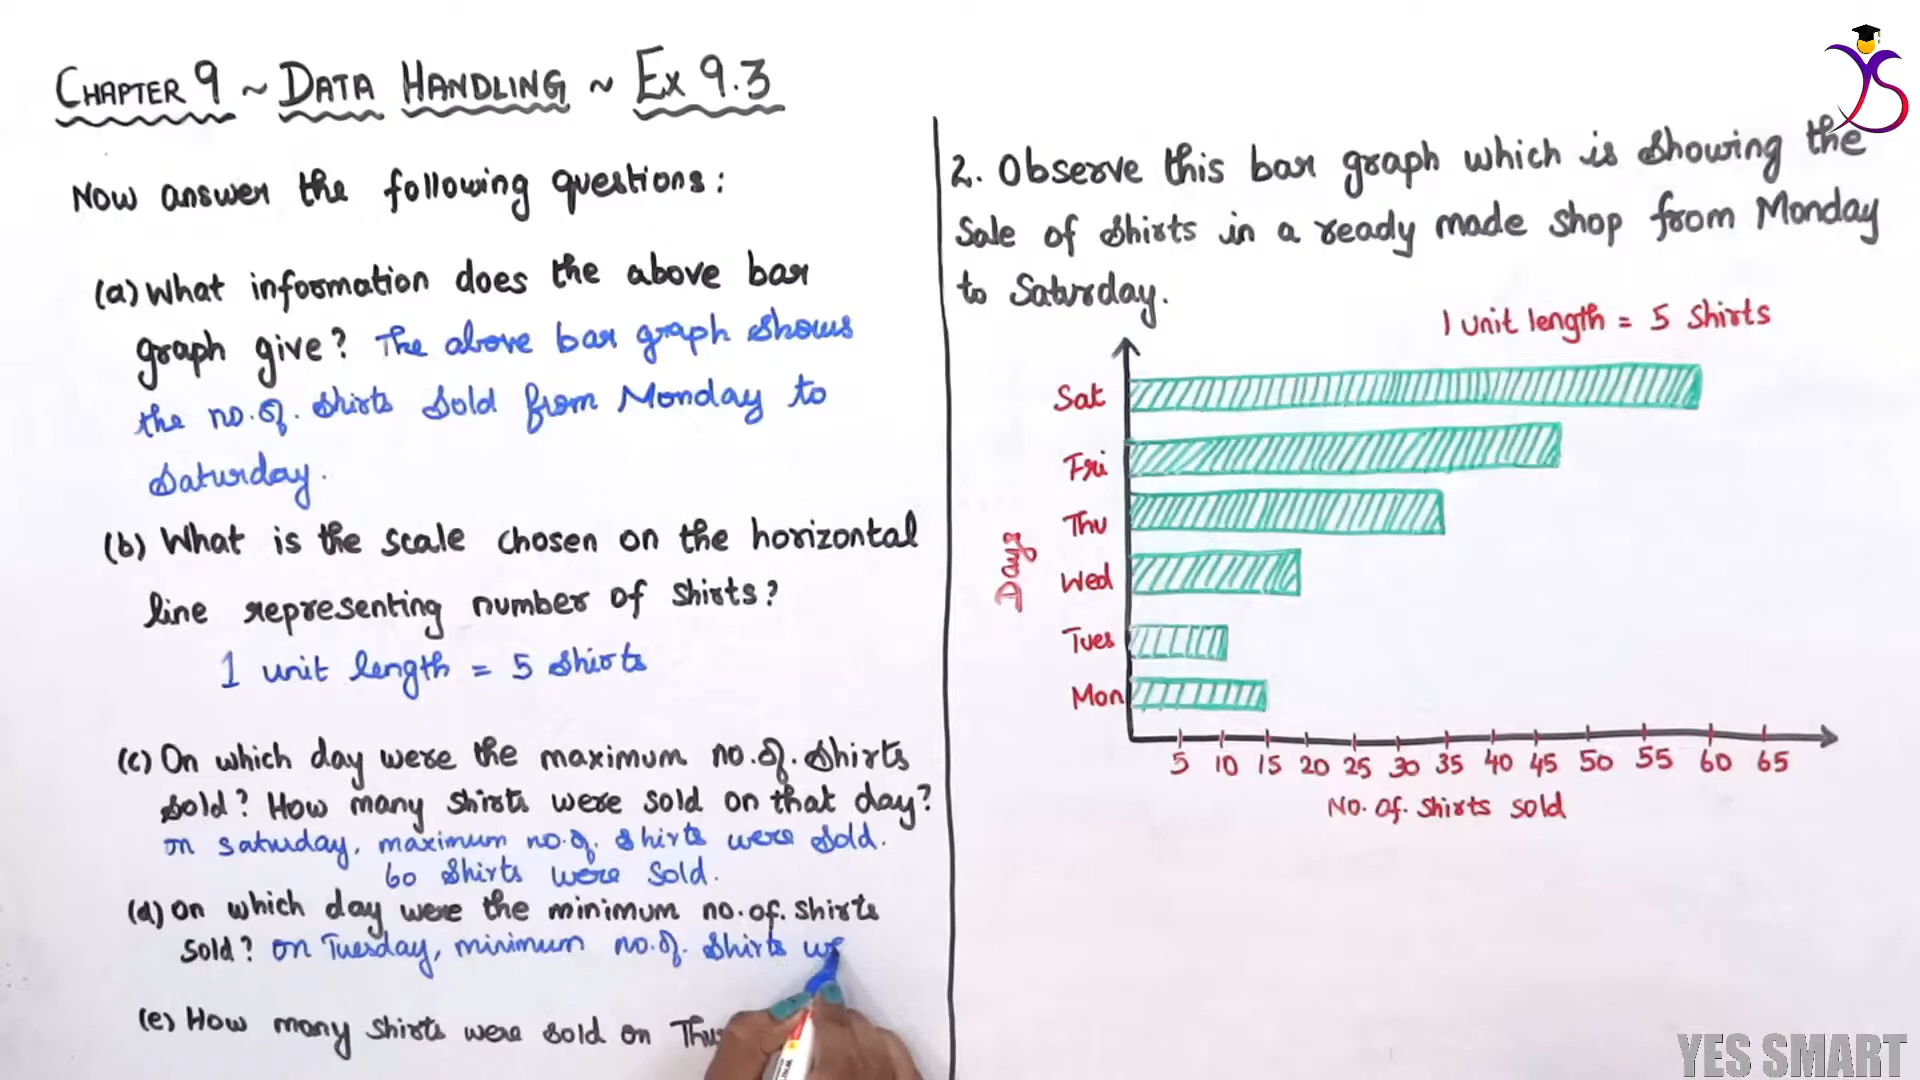 CHAPTER 9 ~ DATA HANDLING ~ EX 9.3
Now answer the following questions:
(a) What information does the above bar
graph give? The above bar graph shows
the no. of. shirts sold from Monday to
Saturday.
(b) What is the scale chosen on the horizontal
line representing number of shirts?
1 unit length = 5 shirts
(c) On which day were the maximum no. of. shirts
sold? How many shirts were sold on that day?
on saturday, maximum no. of. shirts were sold.
60 shirts were sold.
(d) on which day were the minimum no. of. shirts
sold? on Tuesday, minimum no. of. shirts we
(e) How many shirts were sold on
2. Observe this bar graph which is showing the
sale of shirts in a ready made shop from Monday
to Saturday.
1 unit length = 5 shirts
Sat
Fri
Thu
Wed
Tues
Mon
Days
5 10 15 20 25 30 35 40 45 50 55 60 65
No. of. shirts sold
YS
YES SMART